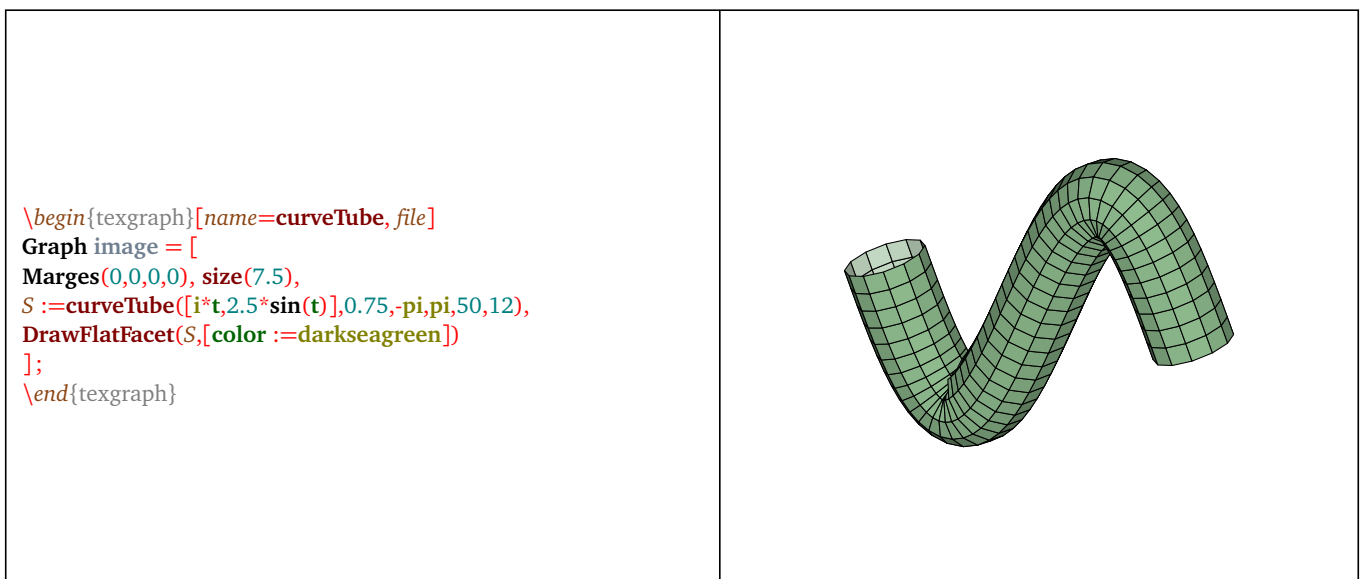 \begin{texgraph}[name=curveTube, file]
Graph image = [
Marges(0,0,0,0), size(7.5),
S :=curveTube([i*t,2.5*sin(t)],0.75,-pi,pi,50,12),
DrawFlatFacet(S,[color :=darkseagreen])
];
\end{texgraph}